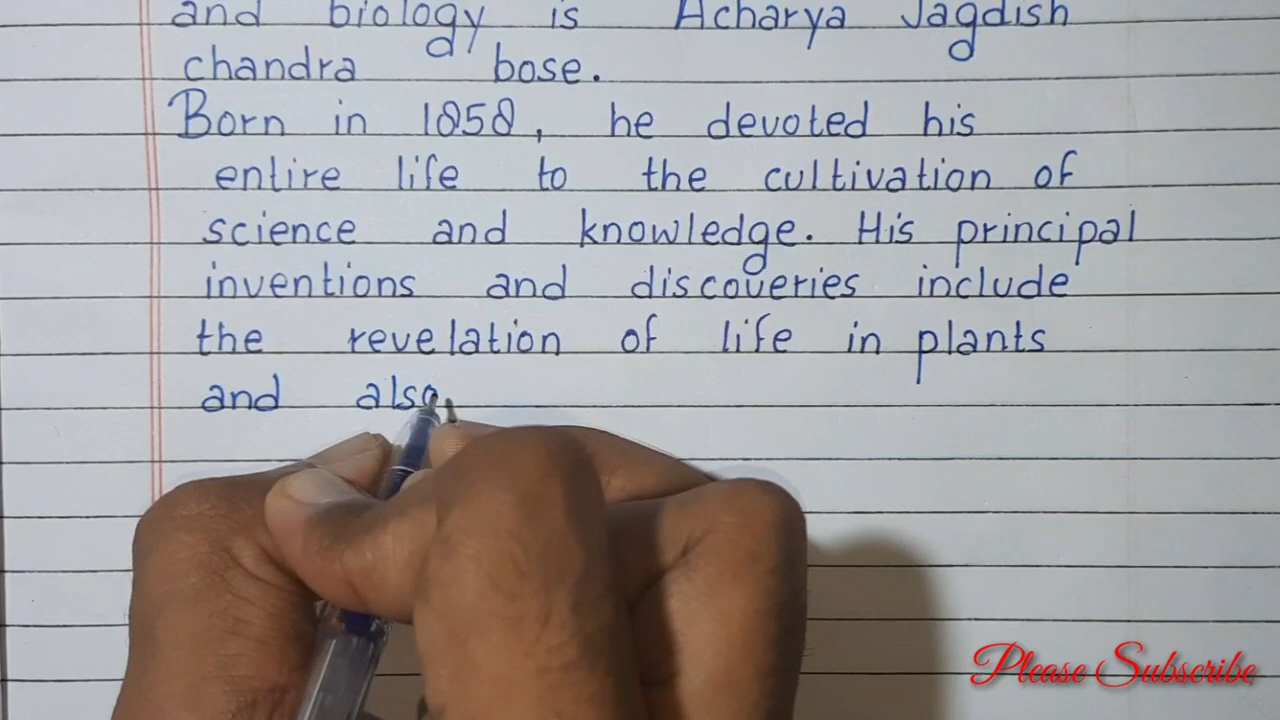 and biology is Acharya Jagdish
chandra bose.
Born in 1858, he devoted his
entire life to the cultivation of
science and knowledge. His principal
inventions and discoveries include
the revelation of life in plants
and also
Please Subscribe